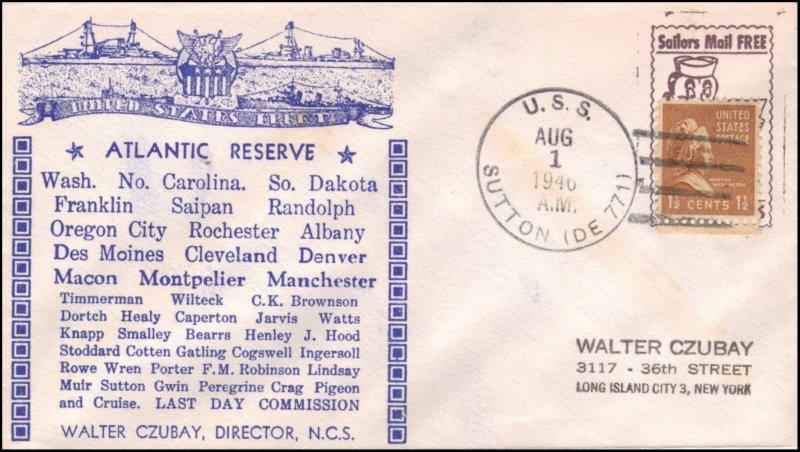 UNITED STATES FLEET
★ ATLANTIC RESERVE ★
Wash. No. Carolina. So. Dakota
Franklin Saipan Randolph
Oregon City Rochester Albany
Des Moines Cleveland Denver
Macon Montpelier Manchester
Timmerman Wilteck C.K. Brownson
Dortch Healy Caperton Jarvis Watts
Knapp Smalley Bearrs Henley J. Hood
Stoddard Cotten Gatling Cogswell Ingersoll
Rowe Wren Porter F.M. Robinson Lindsay
Muir Sutton Gwin Peregrine Crag Pigeon
and Cruise. LAST DAY COMMISSION
WALTER CZUBAY, DIRECTOR, N.C.S.
U.S.S.
AUG
1
1946
A.M.
SUTTON (DE 771)
Sailors Mail FREE
UNITED
STATES
POSTAGE
MARTHA
WASHINGTON
1½ CENTS 1½
WALTER CZUBAY
3117 - 36th STREET
LONG ISLAND CITY 3, NEW YORK